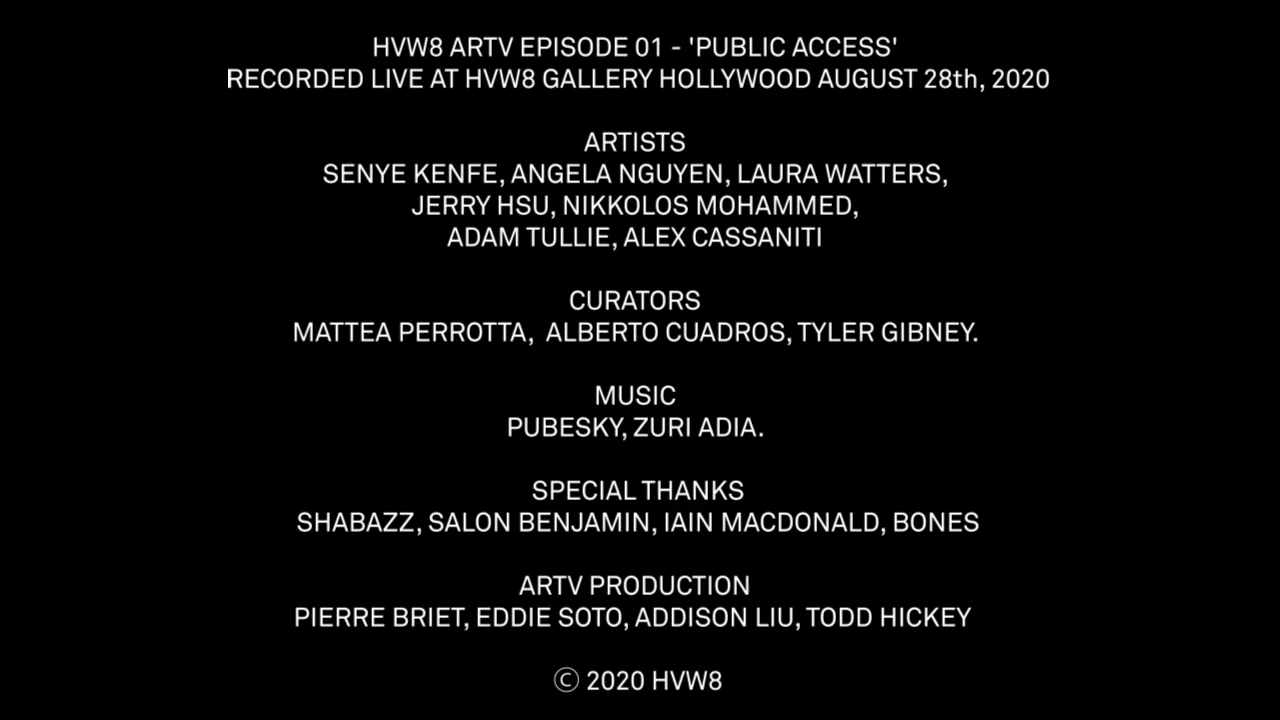 HVW8 ARTV EPISODE 01 - 'PUBLIC ACCESS'
RECORDED LIVE AT HVW8 GALLERY HOLLYWOOD AUGUST 28th, 2020
ARTISTS
SENYE KENFE, ANGELA NGUYEN, LAURA WATTERS,
JERRY HSU, NIKKOLOS MOHAMMED,
ADAM TULLIE, ALEX CASSANITI
CURATORS
MATTEA PERROTTA,  ALBERTO CUADROS, TYLER GIBNEY.
MUSIC
PUBESKY, ZURI ADIA.
SPECIAL THANKS
SHABAZZ, SALON BENJAMIN, IAIN MACDONALD, BONES
ARTV PRODUCTION
PIERRE BRIET, EDDIE SOTO, ADDISON LIU, TODD HICKEY
© 2020 HVW8